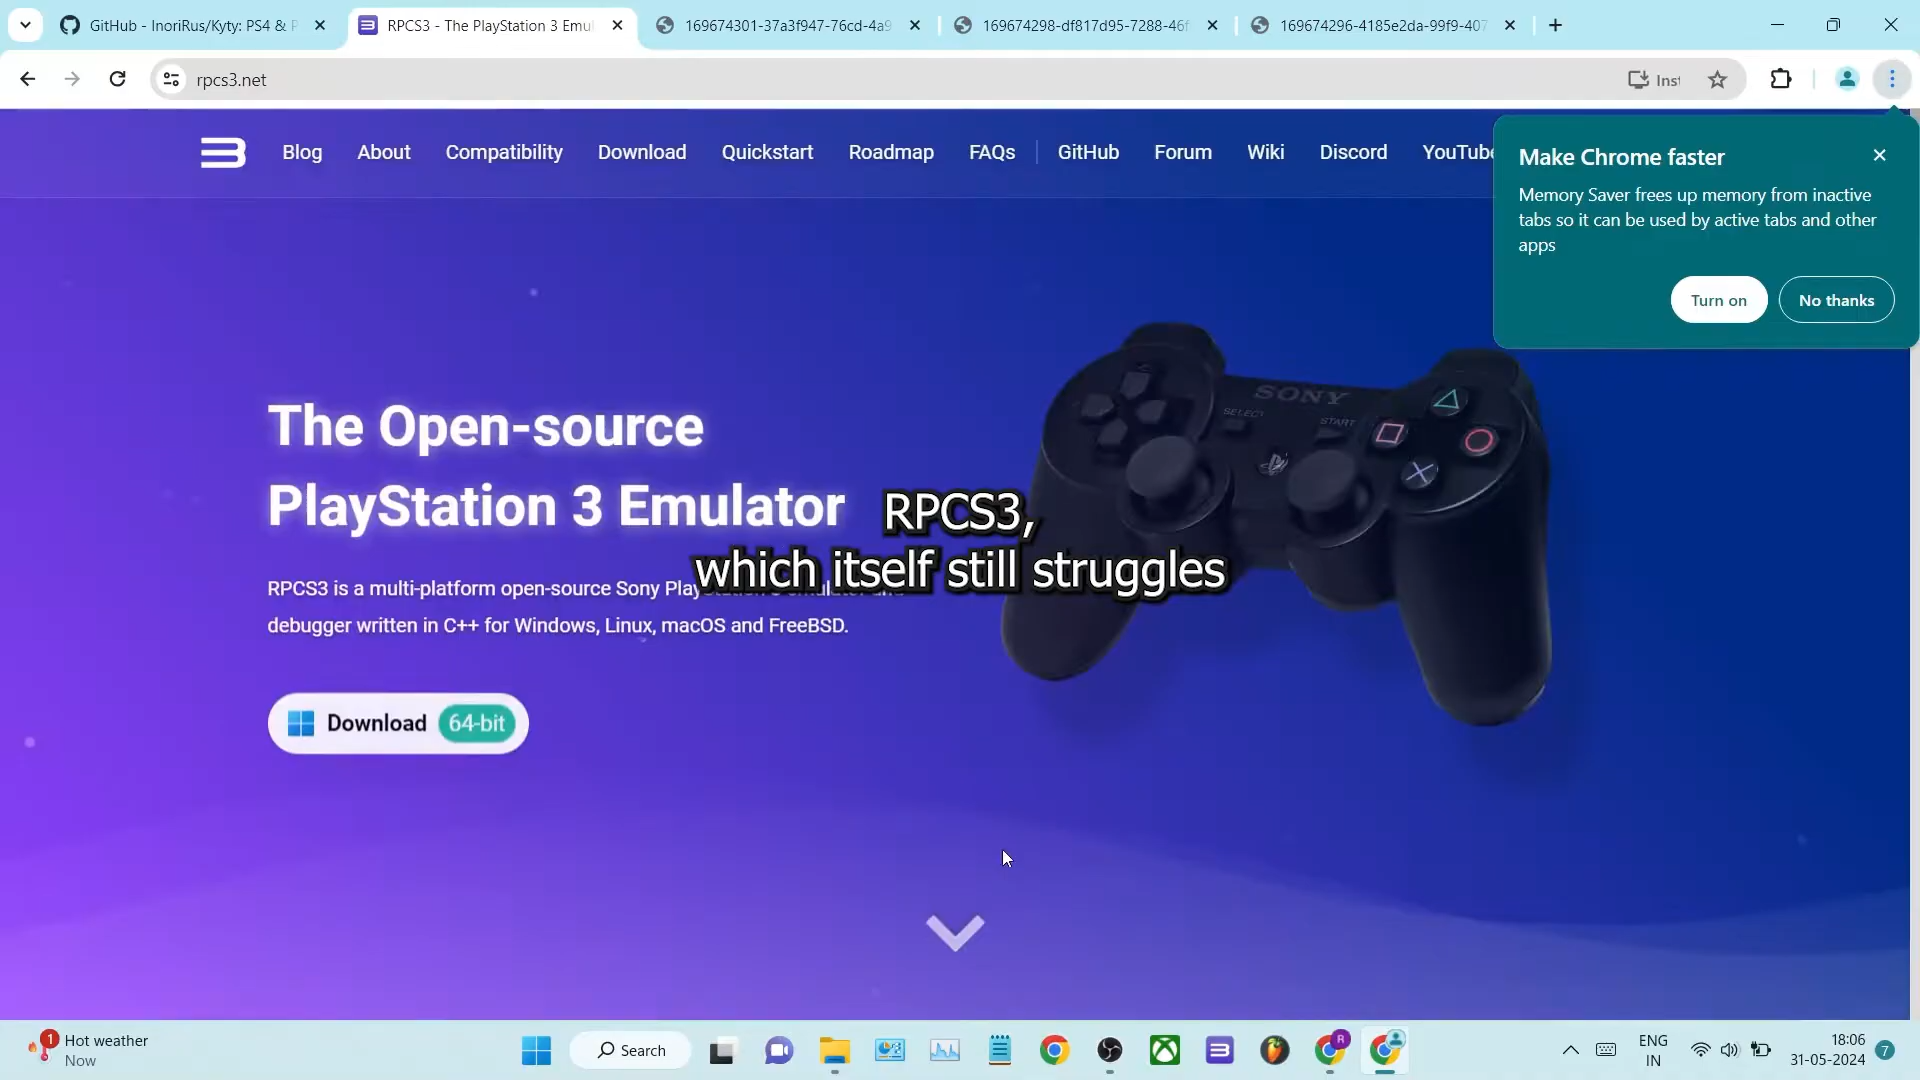 GitHub - InoriRus/Kyty: PS4 & P
RPCS3 - The PlayStation 3 Emul
169674301-37a3f947-76cd-4a9
169674298-df817d95-7288-46f
169674296-4185e2da-99f9-407
rpcs3.net
Inst
Blog
About
Compatibility
Download
Quickstart
Roadmap
FAQs
GitHub
Forum
Wiki
Discord
YouTube
Make Chrome faster
Memory Saver frees up memory from inactive
tabs so it can be used by active tabs and other
apps
Turn on
No thanks
The Open-source
PlayStation 3 Emulator
RPCS3,
which itself still struggles
RPCS3 is a multi-platform open-source Sony
debugger written in C++ for Windows, Linux, macOS and FreeBSD.
SONY
SELECT
START
Download 64-bit
1
Hot weather
Now
Search
R
ENG
IN
18:06
31-05-2024
7